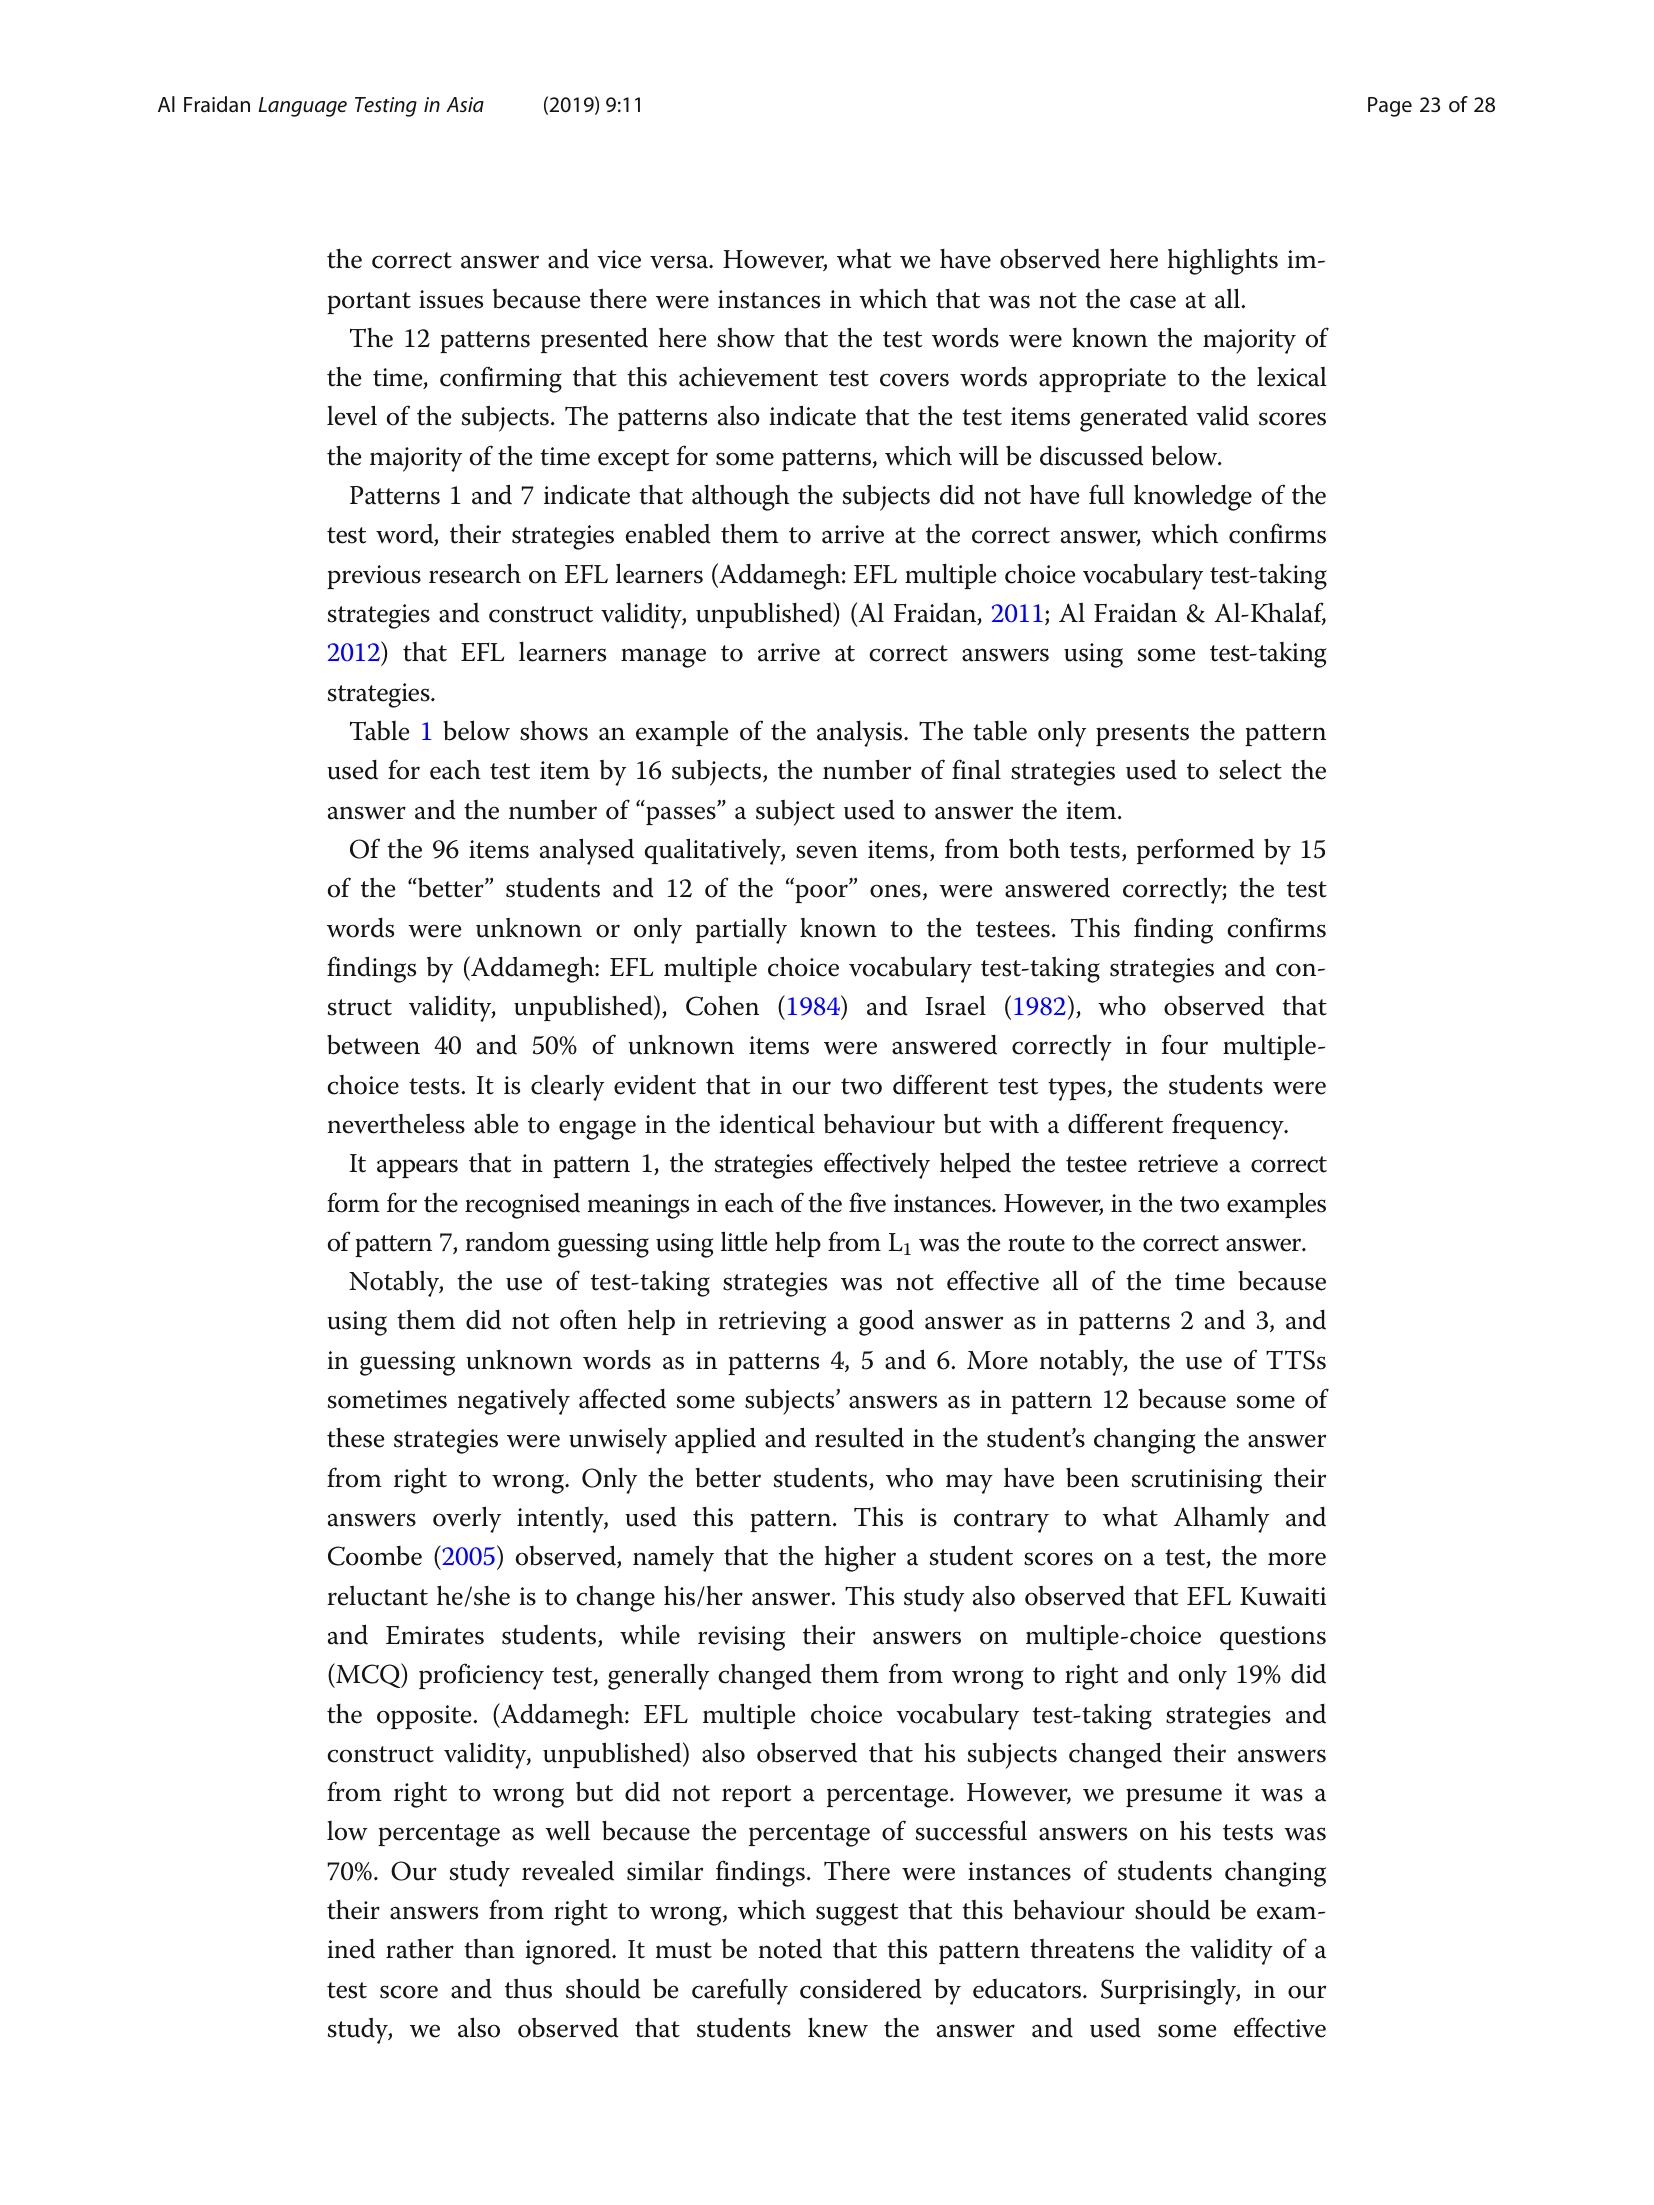 Al Fraidan Language Testing in Asia (2019) 9:11 Page 23 of 28
the correct answer and vice versa. However, what we have observed here highlights im-
portant issues because there were instances in which that was not the case at all.
The 12 patterns presented here show that the test words were known the majority of
the time, confirming that this achievement test covers words appropriate to the lexical
level of the subjects. The patterns also indicate that the test items generated valid scores
the majority of the time except for some patterns, which will be discussed below.
Patterns 1 and 7 indicate that although the subjects did not have full knowledge of the
test word, their strategies enabled them to arrive at the correct answer, which confirms
previous research on EFL learners (Addamegh: EFL multiple choice vocabulary test-taking
strategies and construct validity, unpublished) (Al Fraidan, 2011; Al Fraidan & Al-Khalaf,
2012) that EFL learners manage to arrive at correct answers using some test-taking
strategies.
Table 1 below shows an example of the analysis. The table only presents the pattern
used for each test item by 16 subjects, the number of final strategies used to select the
answer and the number of “passes” a subject used to answer the item.
Of the 96 items analysed qualitatively, seven items, from both tests, performed by 15
of the “better” students and 12 of the “poor” ones, were answered correctly; the test
words were unknown or only partially known to the testees. This finding confirms
findings by (Addamegh: EFL multiple choice vocabulary test-taking strategies and con-
struct validity, unpublished), Cohen (1984) and Israel (1982), who observed that
between 40 and 50% of unknown items were answered correctly in four multiple-
choice tests. It is clearly evident that in our two different test types, the students were
nevertheless able to engage in the identical behaviour but with a different frequency.
It appears that in pattern 1, the strategies effectively helped the testee retrieve a correct
form for the recognised meanings in each of the five instances. However, in the two examples
of pattern 7, random guessing using little help from L₁ was the route to the correct answer.
Notably, the use of test-taking strategies was not effective all of the time because
using them did not often help in retrieving a good answer as in patterns 2 and 3, and
in guessing unknown words as in patterns 4, 5 and 6. More notably, the use of TTSs
sometimes negatively affected some subjects’ answers as in pattern 12 because some of
these strategies were unwisely applied and resulted in the student’s changing the answer
from right to wrong. Only the better students, who may have been scrutinising their
answers overly intently, used this pattern. This is contrary to what Alhamly and
Coombe (2005) observed, namely that the higher a student scores on a test, the more
reluctant he/she is to change his/her answer. This study also observed that EFL Kuwaiti
and Emirates students, while revising their answers on multiple-choice questions
(MCQ) proficiency test, generally changed them from wrong to right and only 19% did
the opposite. (Addamegh: EFL multiple choice vocabulary test-taking strategies and
construct validity, unpublished) also observed that his subjects changed their answers
from right to wrong but did not report a percentage. However, we presume it was a
low percentage as well because the percentage of successful answers on his tests was
70%. Our study revealed similar findings. There were instances of students changing
their answers from right to wrong, which suggest that this behaviour should be exam-
ined rather than ignored. It must be noted that this pattern threatens the validity of a
test score and thus should be carefully considered by educators. Surprisingly, in our
study, we also observed that students knew the answer and used some effective